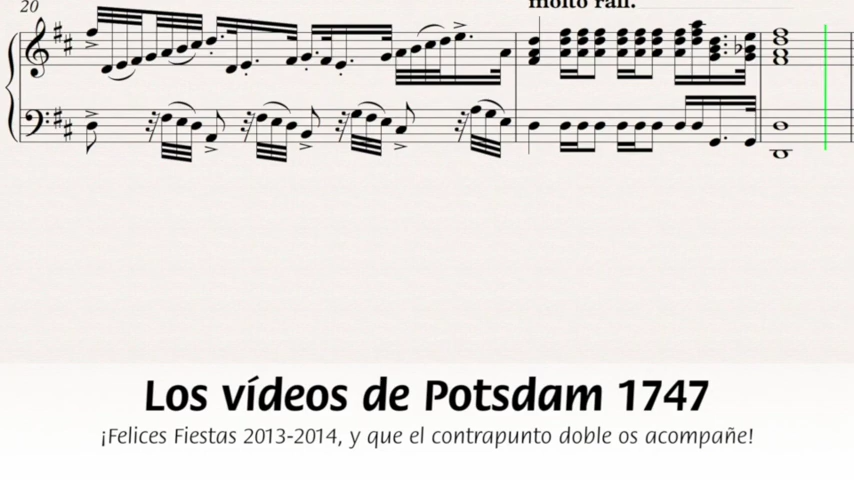 20
molto rall.
Los vídeos de Potsdam 1747
¡Felices Fiestas 2013-2014, y que el contrapunto doble os acompañe!